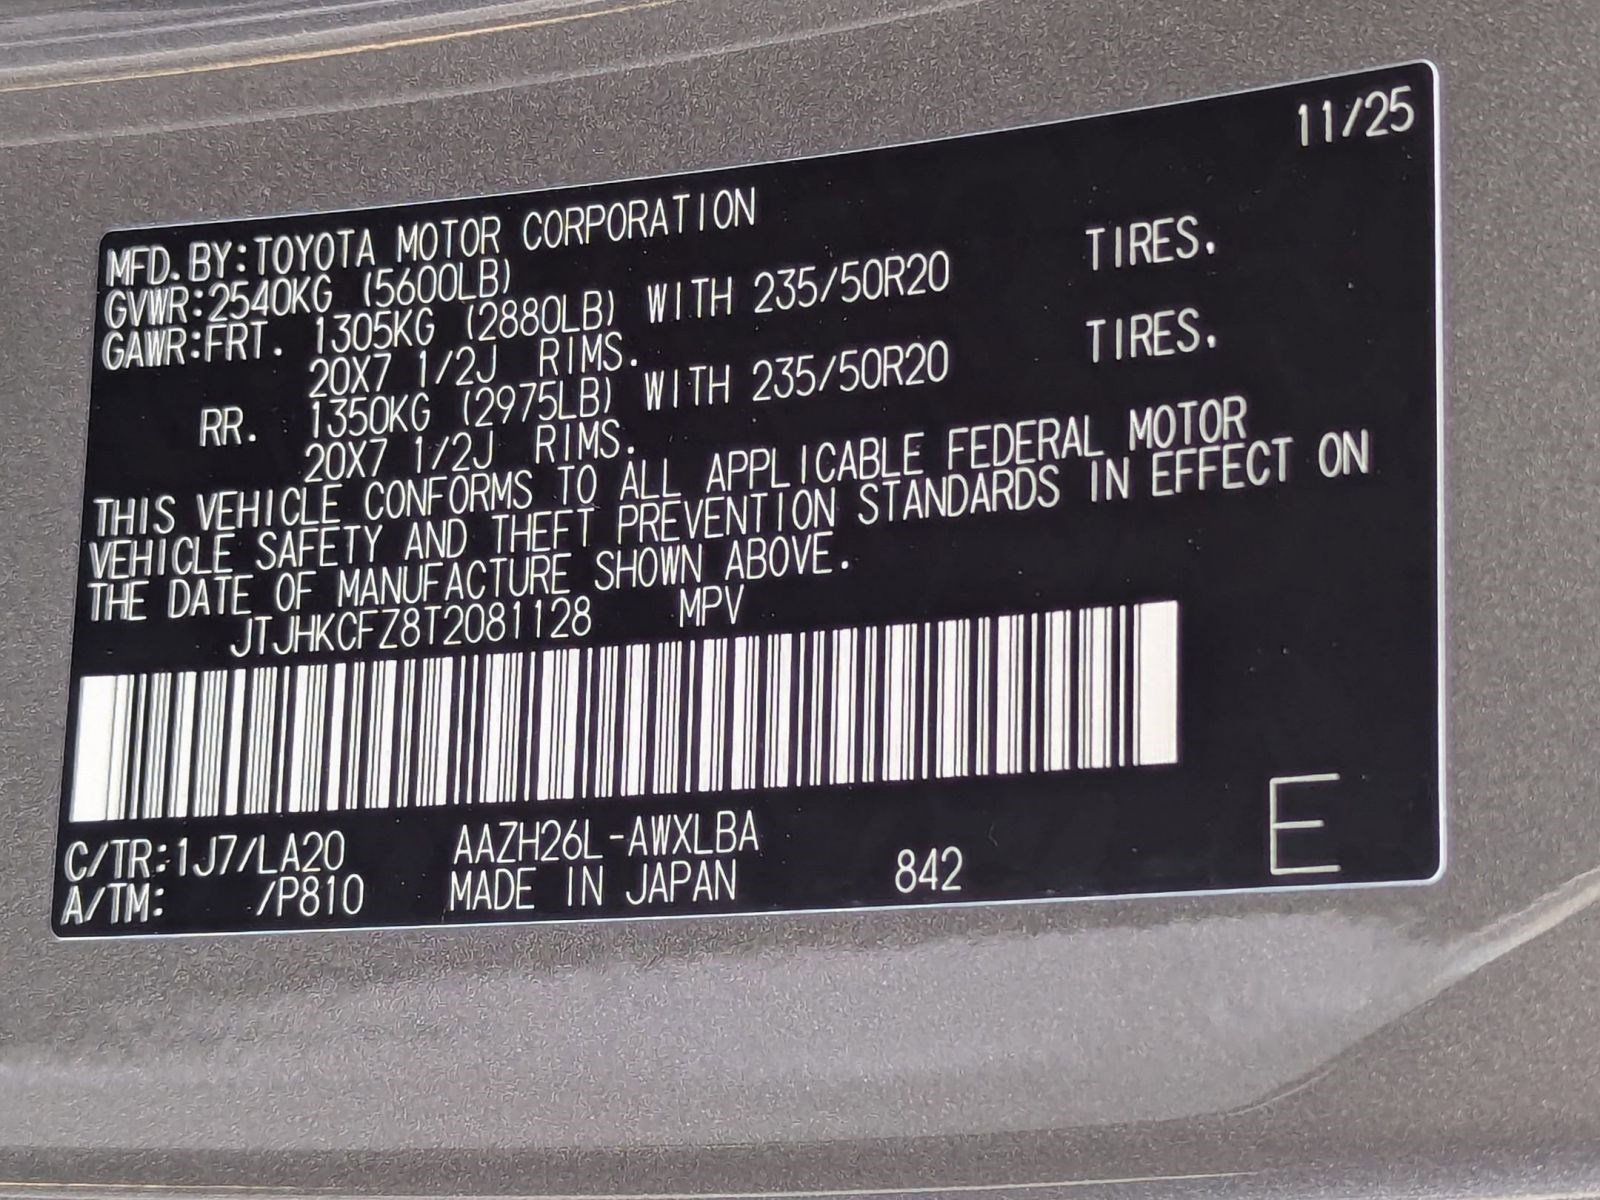 11/25
MFD.BY:TOYOTA MOTOR CORPORATION
GVWR:2540KG (5600LB)
GAWR:FRT. 1305KG (2880LB) WITH 235/50R20 TIRES.
20X7 1/2J RIMS.
RR. 1350KG (2975LB) WITH 235/50R20 TIRES.
20X7 1/2J RIMS.
THIS VEHICLE CONFORMS TO ALL APPLICABLE FEDERAL MOTOR
VEHICLE SAFETY AND THEFT PREVENTION STANDARDS IN EFFECT ON
THE DATE OF MANUFACTURE SHOWN ABOVE.
JTJHKCFZ8T2081128 MPV
C/TR:1J7/LA20 AAZH26L-AWXLBA
A/TM: /P810 MADE IN JAPAN 842 E